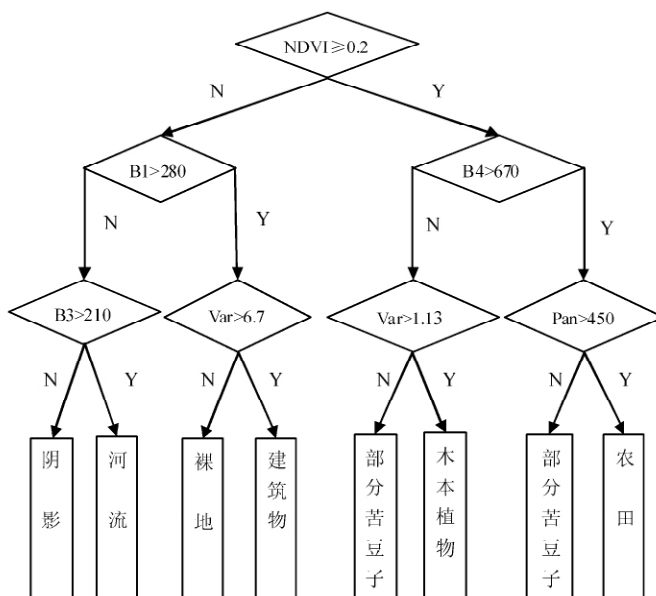 NDVI≥0.2
N
Y
B1>280
B4>670
N
Y
N
Y
B3>210
Var>6.7
Var>1.13
Pan>450
N
Y
N
Y
N
Y
N
Y
阴影
河流
裸地
建筑物
部分苦豆子
木本植物
部分苦豆子
农田